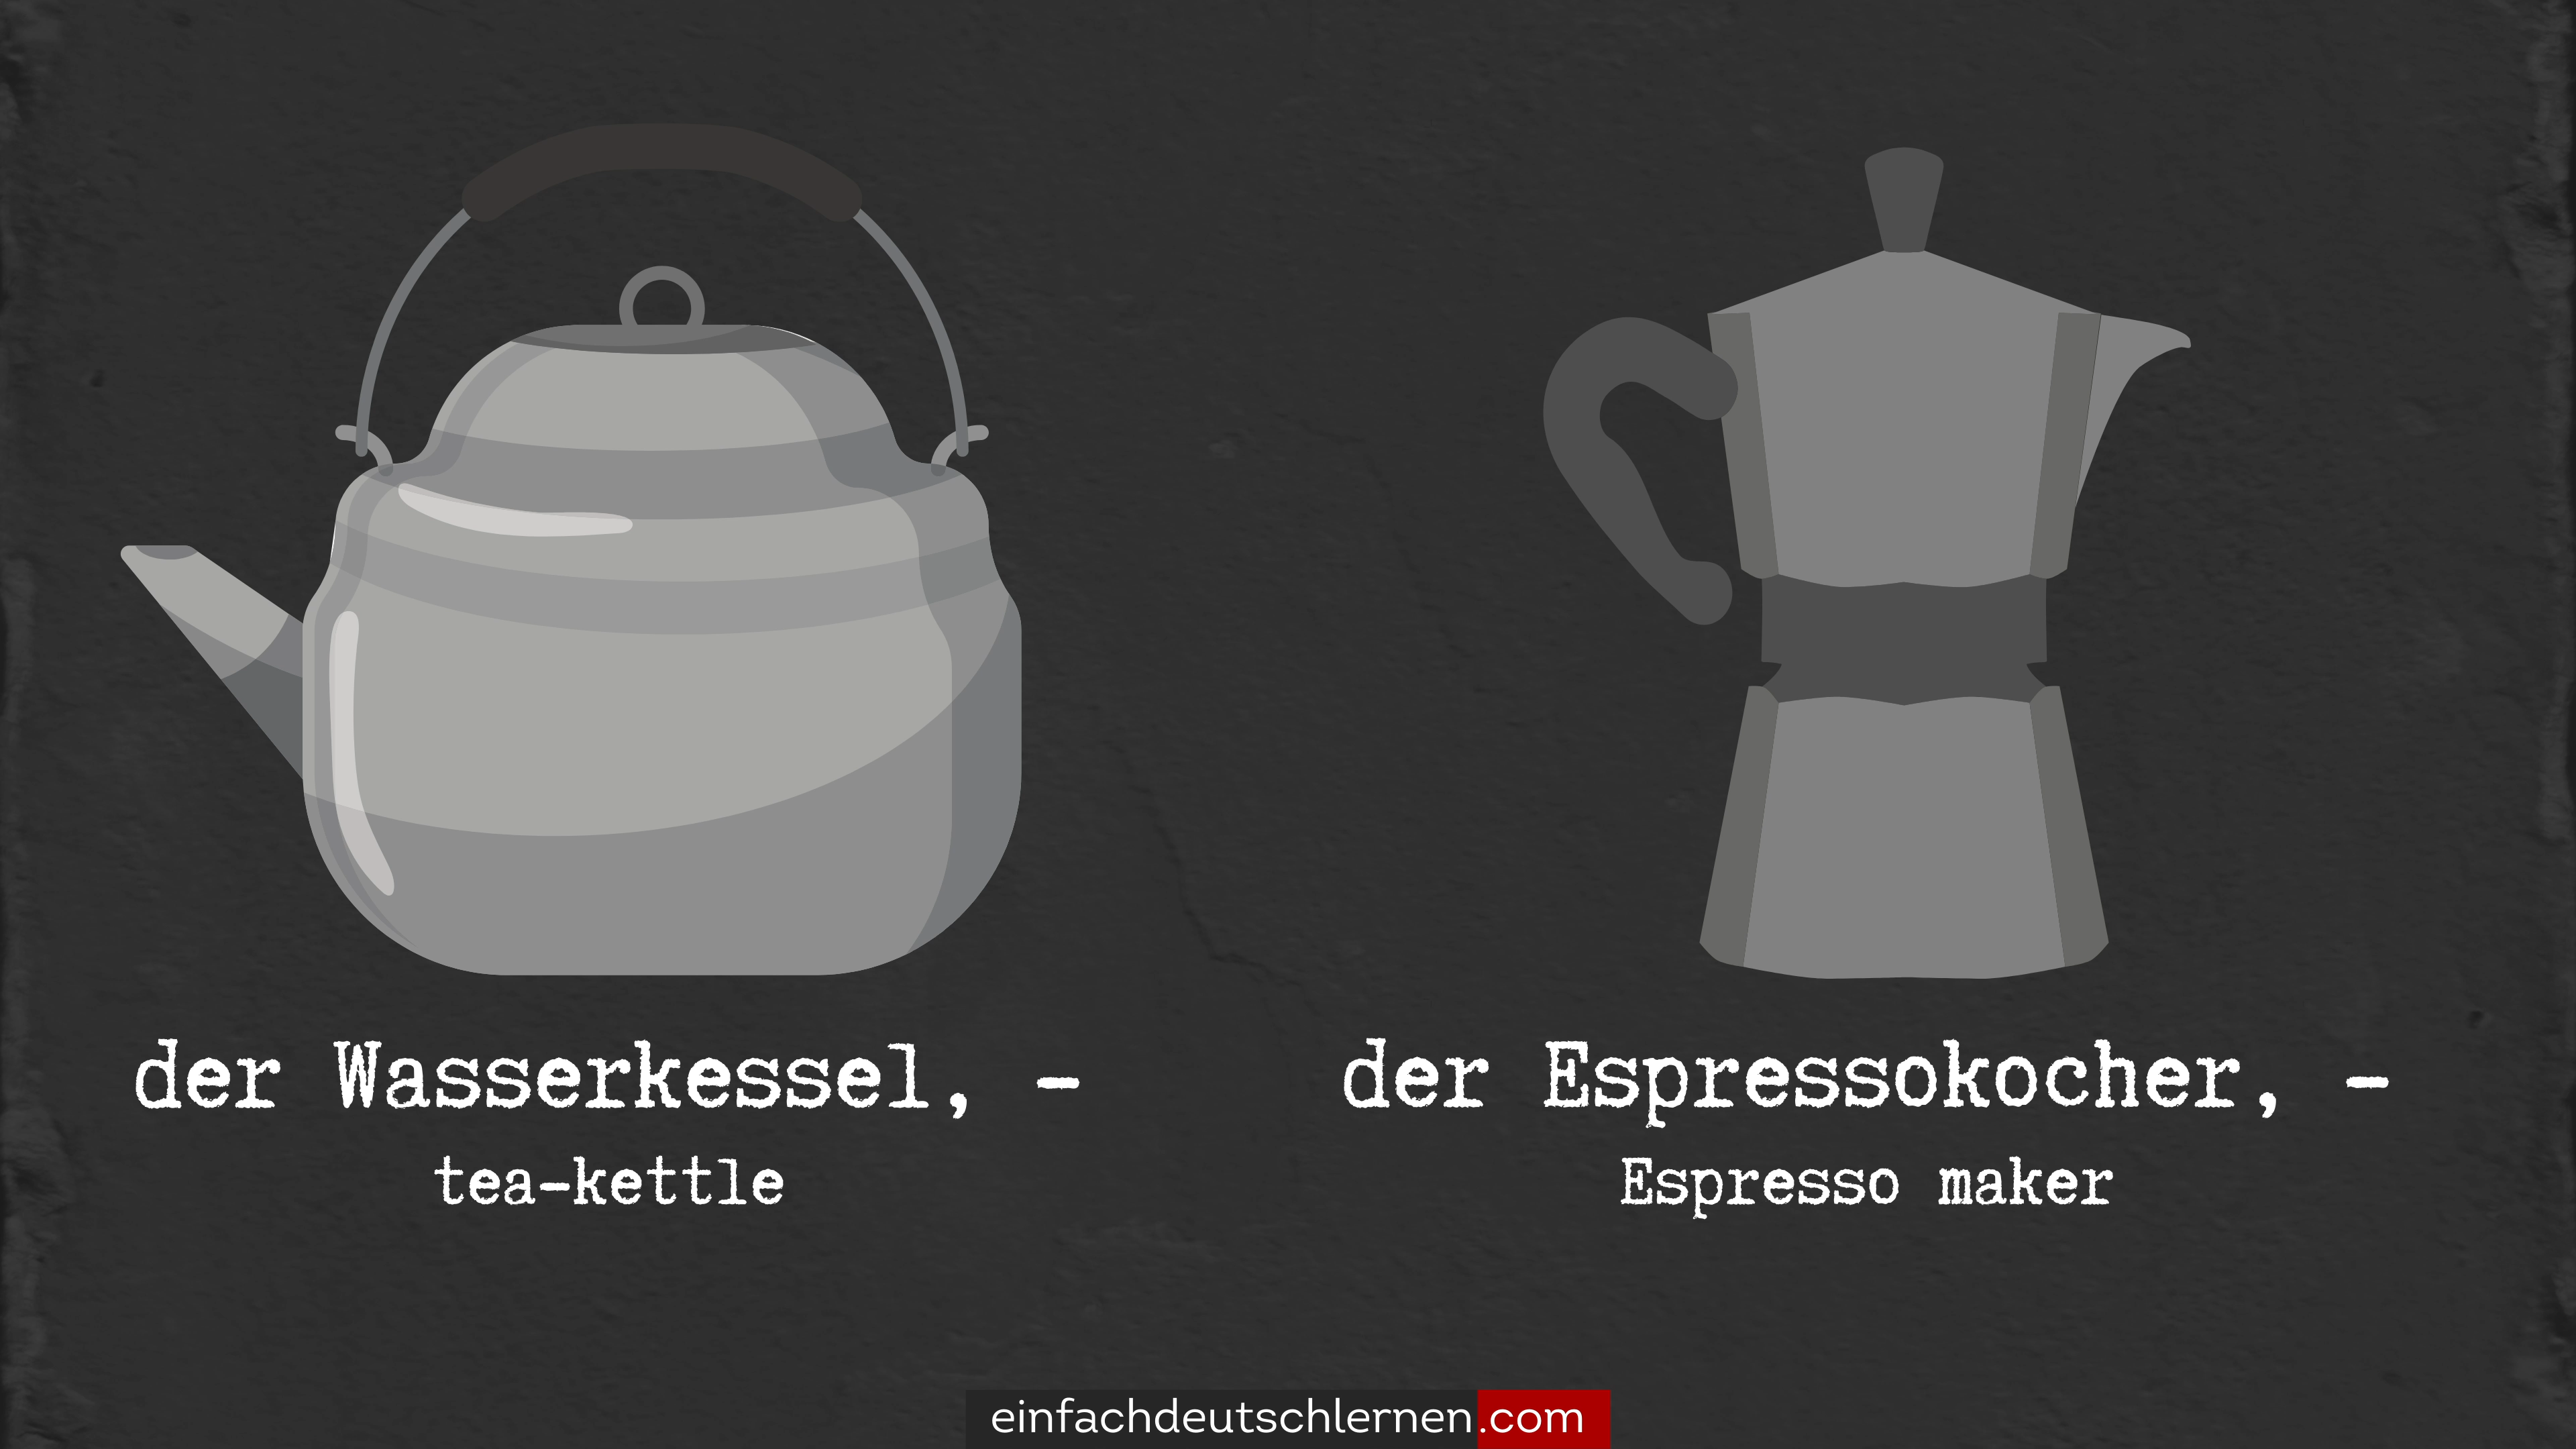 der Wasserkessel, -
tea-kettle
der Espressokocher, -
Espresso maker
einfachdeutschlernen.com